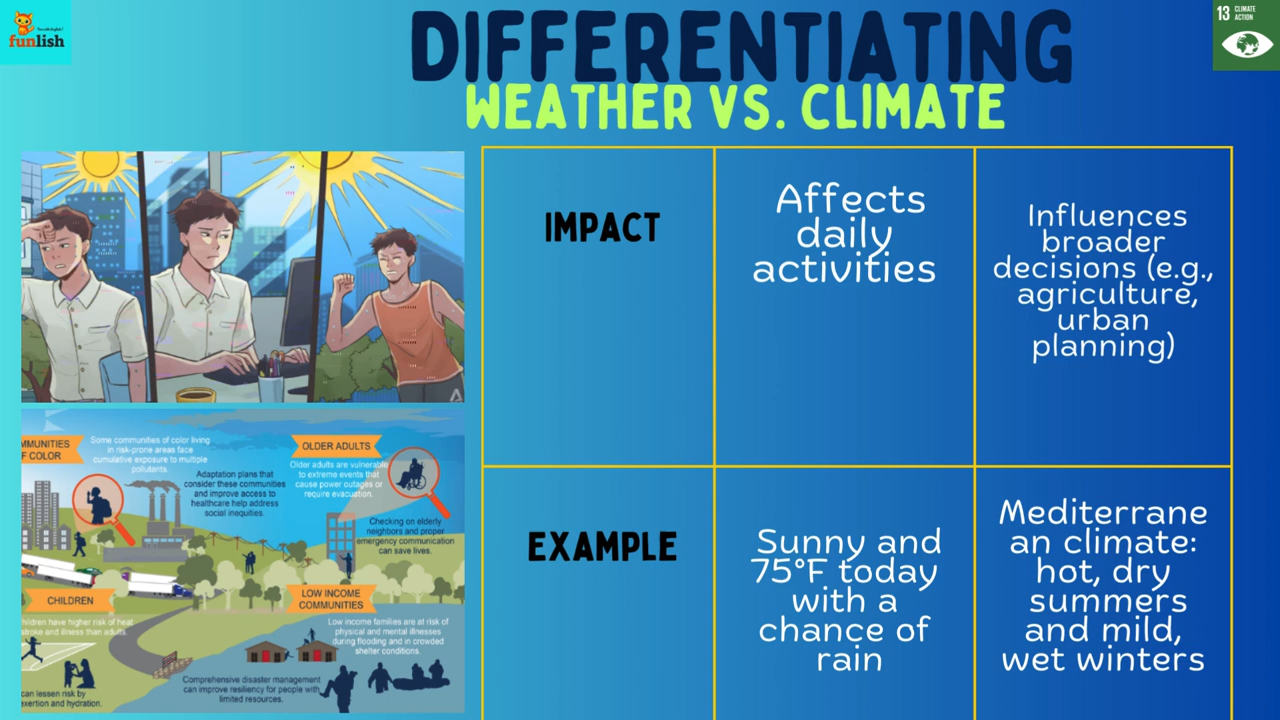 funlish
DIFFERENTIATING
WEATHER VS. CLIMATE
13 CLIMATE
ACTION
IMPACT
Affects
daily
activities
Influences
broader
decisions (e.g.,
agriculture,
urban
planning)
EXAMPLE
Sunny and
75°F today
with a
chance of
rain
Mediterrane
an climate:
hot, dry
summers
and mild,
wet winters
MMUNITIES
F COLOR
Some communities of color living
in risk-prone areas face
cumulative exposure to multiple
pollutants.
Adaptation plans that
consider these communities
and improve access to
healthcare help address
social inequities.
OLDER ADULTS
Older adults are vulnerable
to extreme events that
cause power outages or
require evacuation.
Checking on elderly
neighbors and proper
emergency communication
can save lives.
CHILDREN
hildren have higher risk of heat
stroke and illness than adults.
can lessen risk by
exertion and hydration.
LOW INCOME
COMMUNITIES
Low income families are at risk of
physical and mental illnesses
during flooding and in crowded
shelter conditions.
Comprehensive disaster management
can improve resiliency for people with
limited resources.